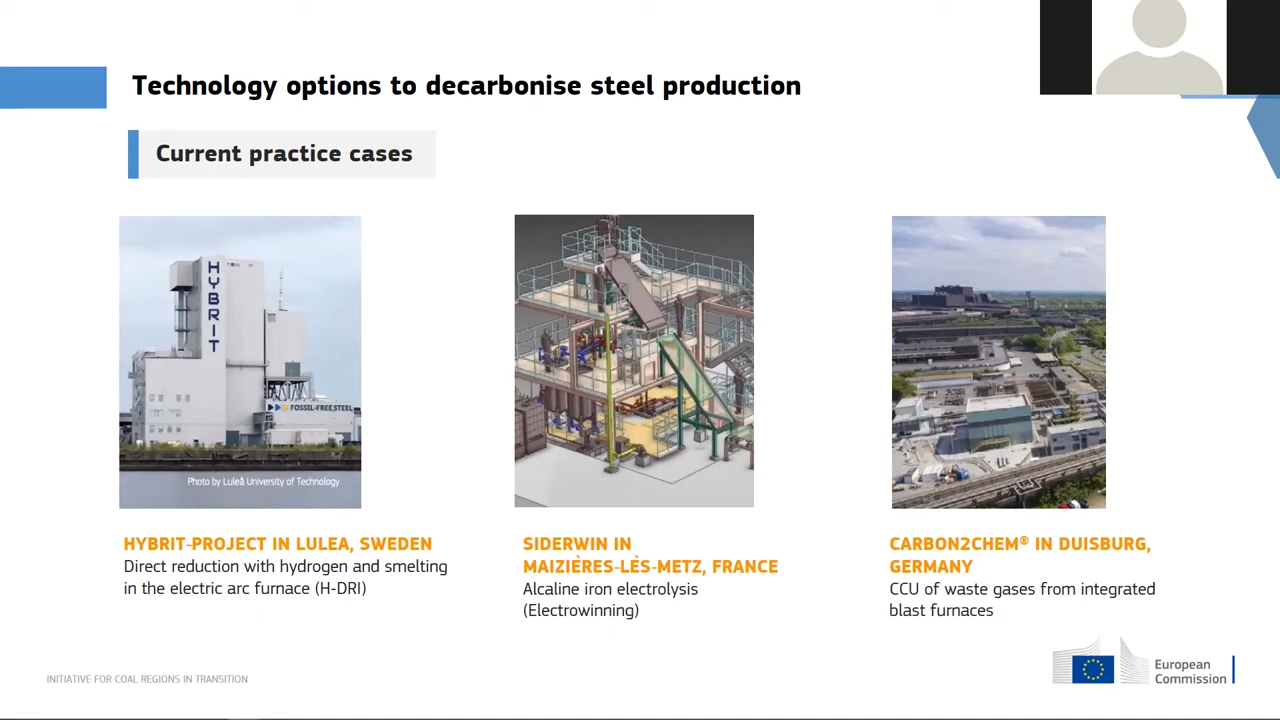 Technology options to decarbonise steel production
Current practice cases
HYBRIT
FOSSIL-FREE STEEL
Photo by Luleå University of Technology
HYBRIT-PROJECT IN LULEA, SWEDEN
Direct reduction with hydrogen and smelting
in the electric arc furnace (H-DRI)
SIDERWIN IN
MAIZIÈRES-LÈS-METZ, FRANCE
Alcaline iron electrolysis
(Electrowinning)
CARBON2CHEM® IN DUISBURG,
GERMANY
CCU of waste gases from integrated
blast furnaces
INITIATIVE FOR COAL REGIONS IN TRANSITION
European
Commission